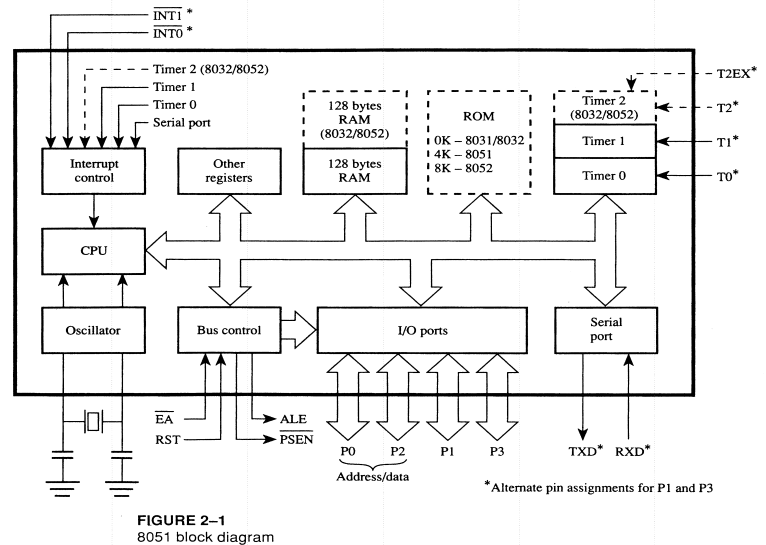 INT1 *
INT0 *
Timer 2 (8032/8052)
Timer 1
Timer 0
Serial port
T2EX*
T2*
T1*
T0*
Interrupt
control
Other
registers
128 bytes
RAM
(8032/8052)
128 bytes
RAM
ROM
0K – 8031/8032
4K – 8051
8K – 8052
Timer 2
(8032/8052)
Timer 1
Timer 0
CPU
Oscillator
Bus control
I/O ports
Serial
port
EA
RST
ALE
PSEN
P0
P2
P1
P3
Address/data
TXD*
RXD*
*Alternate pin assignments for P1 and P3
FIGURE 2–1
8051 block diagram